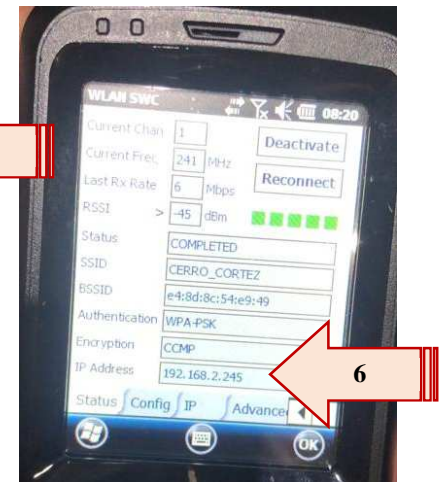 WLAN SWC 08:20
Current Chan 1 Deactivate
Current Freq 241 MHz
Last Rx Rate 6 Mbps Reconnect
RSSI > -45 dBm
Status COMPLETED
SSID CERRO_CORTEZ
BSSID e4:8d:8c:54:e9:49
Authentication WPA-PSK
Encryption CCMP
IP Address 192.168.2.245 6
Status Config IP Advance
OK